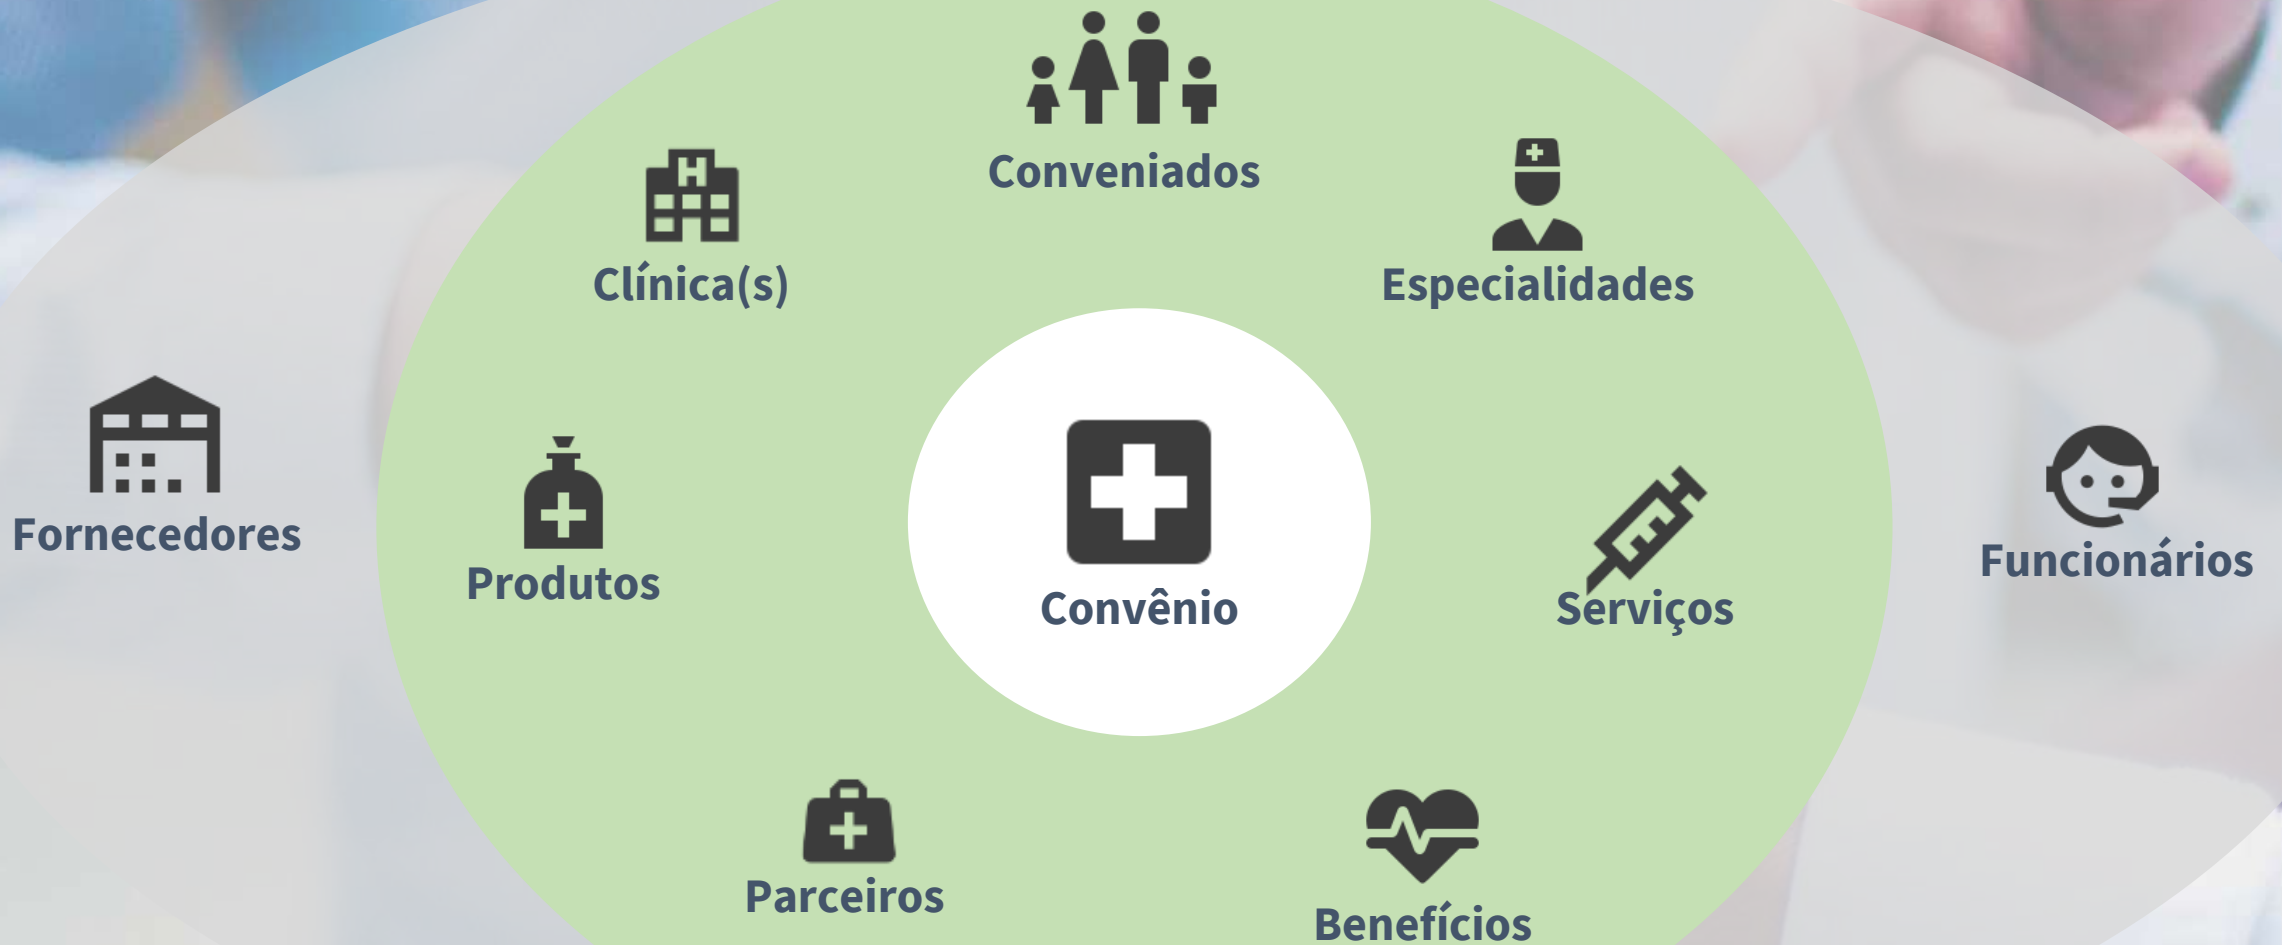 Conveniados
Clínica(s)
Especialidades
Fornecedores
Produtos
Convênio
Serviços
Funcionários
Parceiros
Benefícios